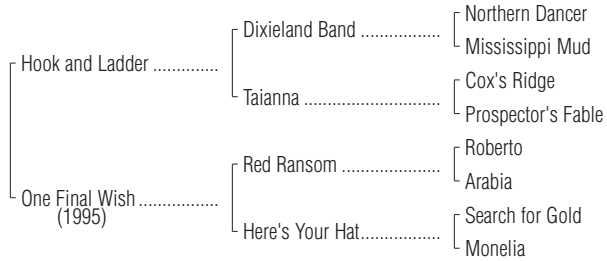 Northern Dancer
Dixieland Band ..................
Mississippi Mud
Hook and Ladder ..............
Cox's Ridge
Taianna ...............................
Prospector's Fable
Roberto
Red Ransom ......................
Arabia
One Final Wish .................
(1995)
Search for Gold
Here's Your Hat..................
Monelia